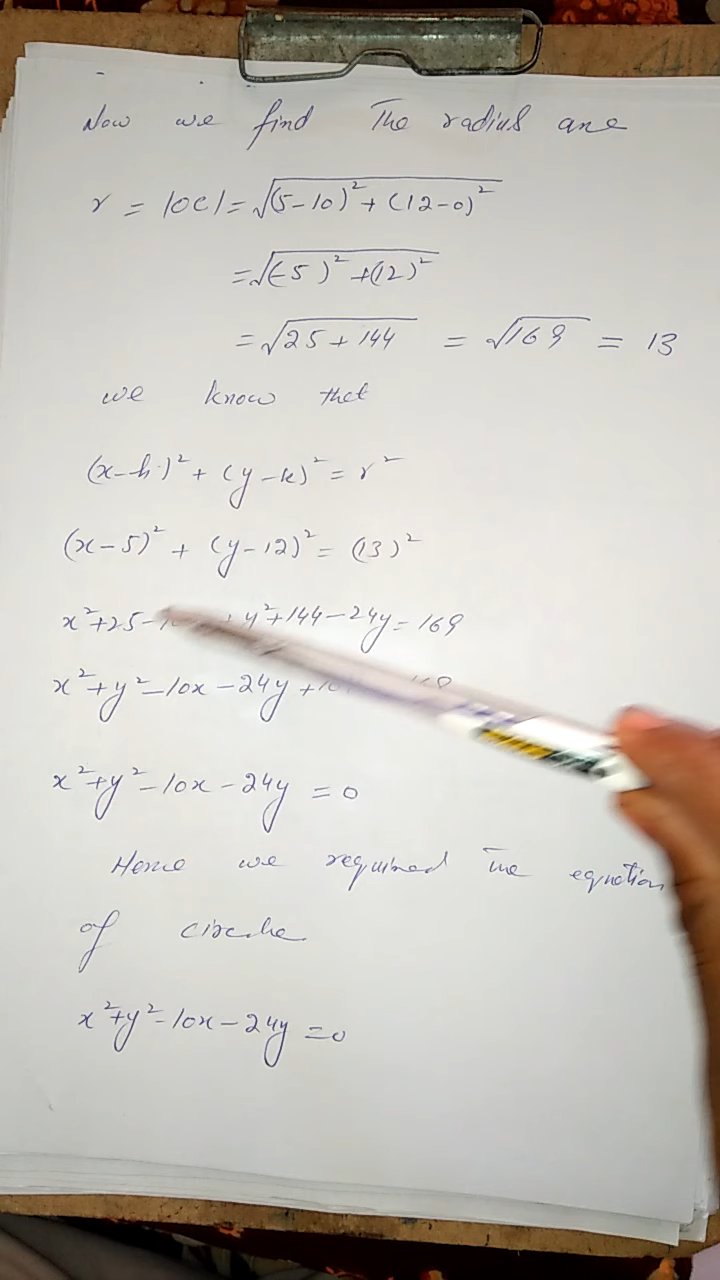 Now we find The radius are
r = |OC| = √(5-10)² + (12-0)²
= √(-5)² + (12)²
= √25 + 144 = √169 = 13
we know that
(x-h)² + (y-k)² = r²
(x-5)² + (y-12)² = (13)²
x²+25- + y²+144-24y = 169
x²+y²-10x-24y+
x²+y²-10x-24y = 0
Hence we required the equation
of circle
x²+y²-10x-24y = 0